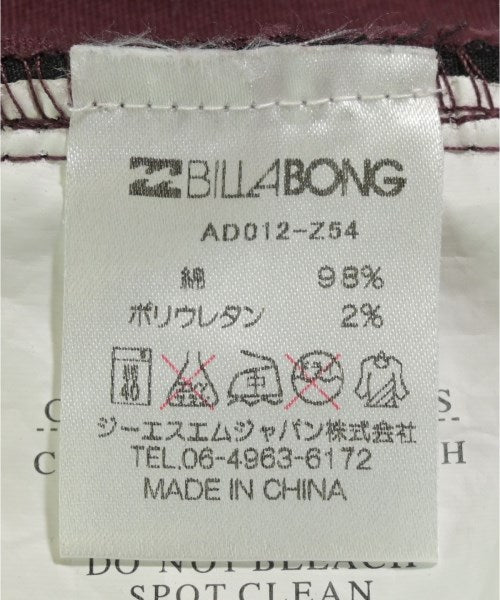 BILLABONG
AD012-Z54
綿 98%
ポリウレタン 2%
40 中
ジーエスエムジャパン株式会社
TEL.06-4963-6172
MADE IN CHINA
DO NOT BLEACH
SPOT CLEAN